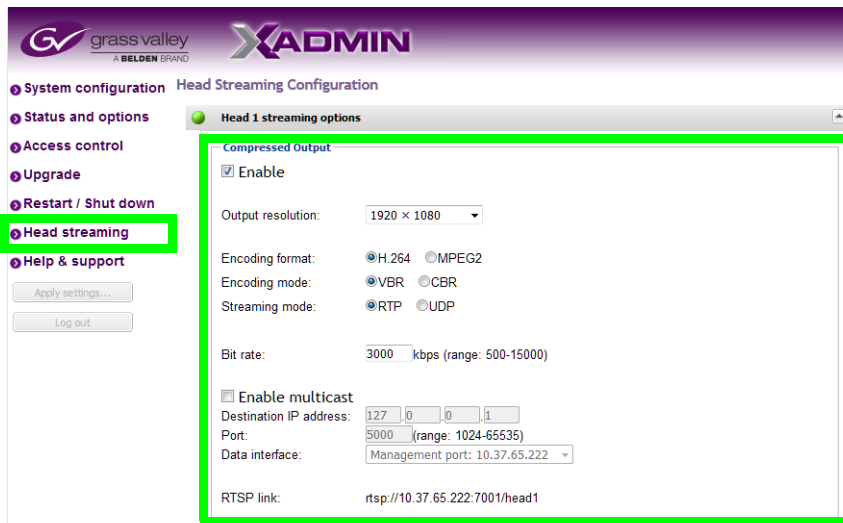 grass valley
A BELDEN BRAND
XADMIN
System configuration
Status and options
Access control
Upgrade
Restart / Shut down
Head streaming
Help & support
Apply settings...
Log out
Head Streaming Configuration
Head 1 streaming options
Compressed Output
Enable
Output resolution: 1920 × 1080
Encoding format: H.264 MPEG2
Encoding mode: VBR CBR
Streaming mode: RTP UDP
Bit rate: 3000 kbps (range: 500-15000)
Enable multicast
Destination IP address: 127 .0 .0 .1
Port: 5000 (range: 1024-65535)
Data interface: Management port: 10.37.65.222
RTSP link: rtsp://10.37.65.222:7001/head1